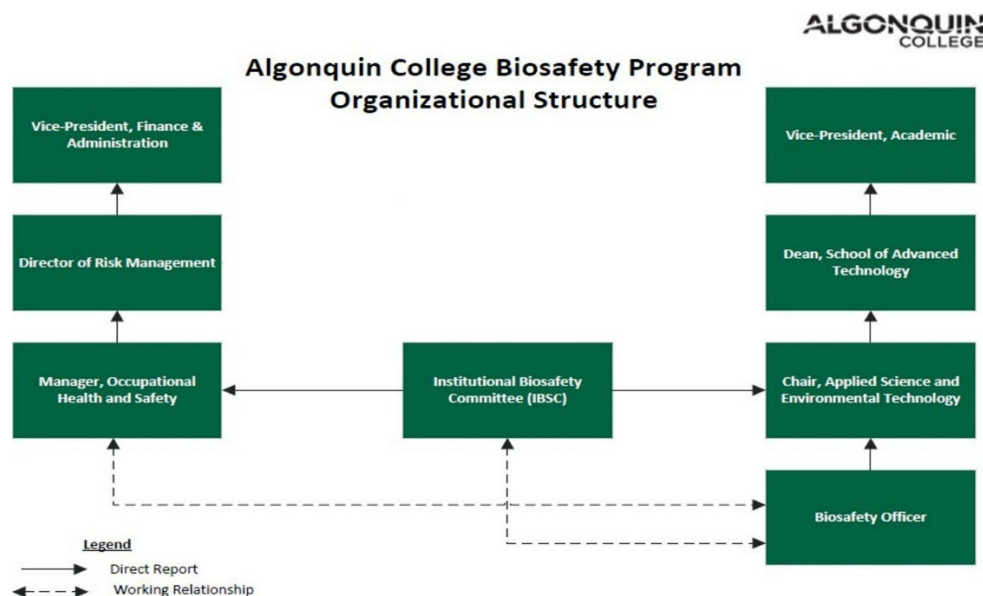 ALGONQUIN
COLLEGE
Algonquin College Biosafety Program
Organizational Structure
Vice-President, Finance &
Administration
Vice-President, Academic
Director of Risk Management
Dean, School of Advanced
Technology
Manager, Occupational
Health and Safety
Institutional Biosafety
Committee (IBSC)
Chair, Applied Science and
Environmental Technology
Biosafety Officer
Legend
Direct Report
Working Relationship